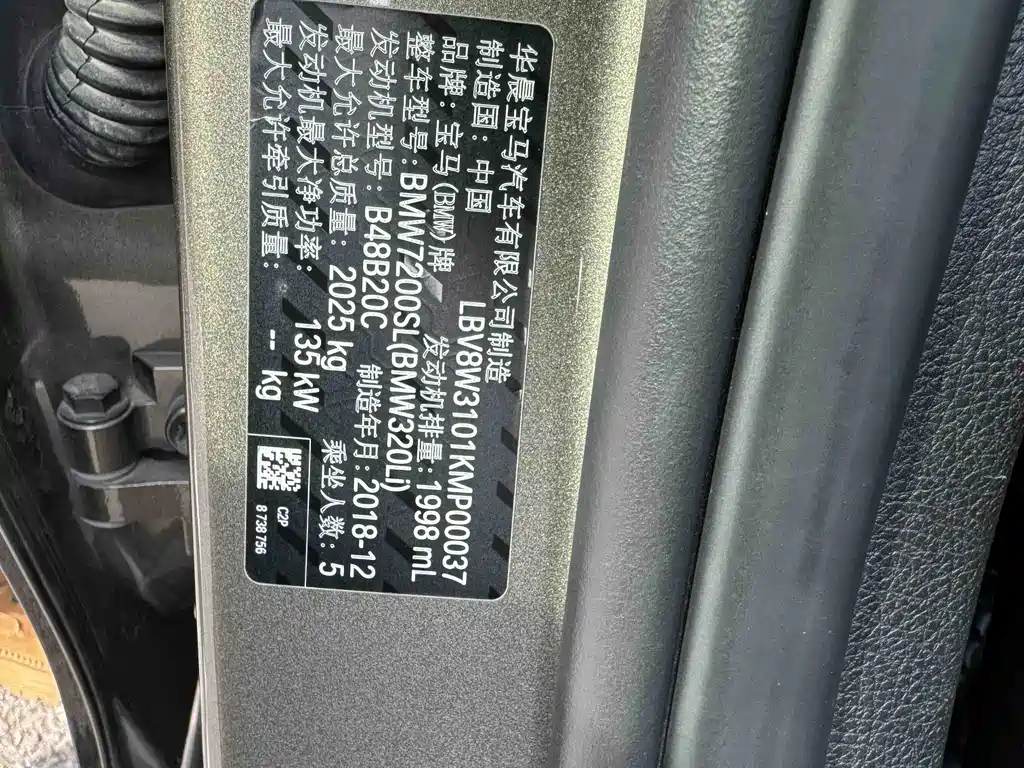 华晨宝马汽车有限公司制造
制造国：中国 LBV8W3101KMP00037
品牌：宝马(BMW)牌 发动机排量：1998 mL
整车型号：BMW7200SL(BMW320Li)
发动机型号：B48B20C 制造年月：2018-12
最大允许总质量： 2025 kg 乘坐人数：5
发动机最大净功率： 135 kW
最大允许牵引质量： -- kg
C2P
8 738 756